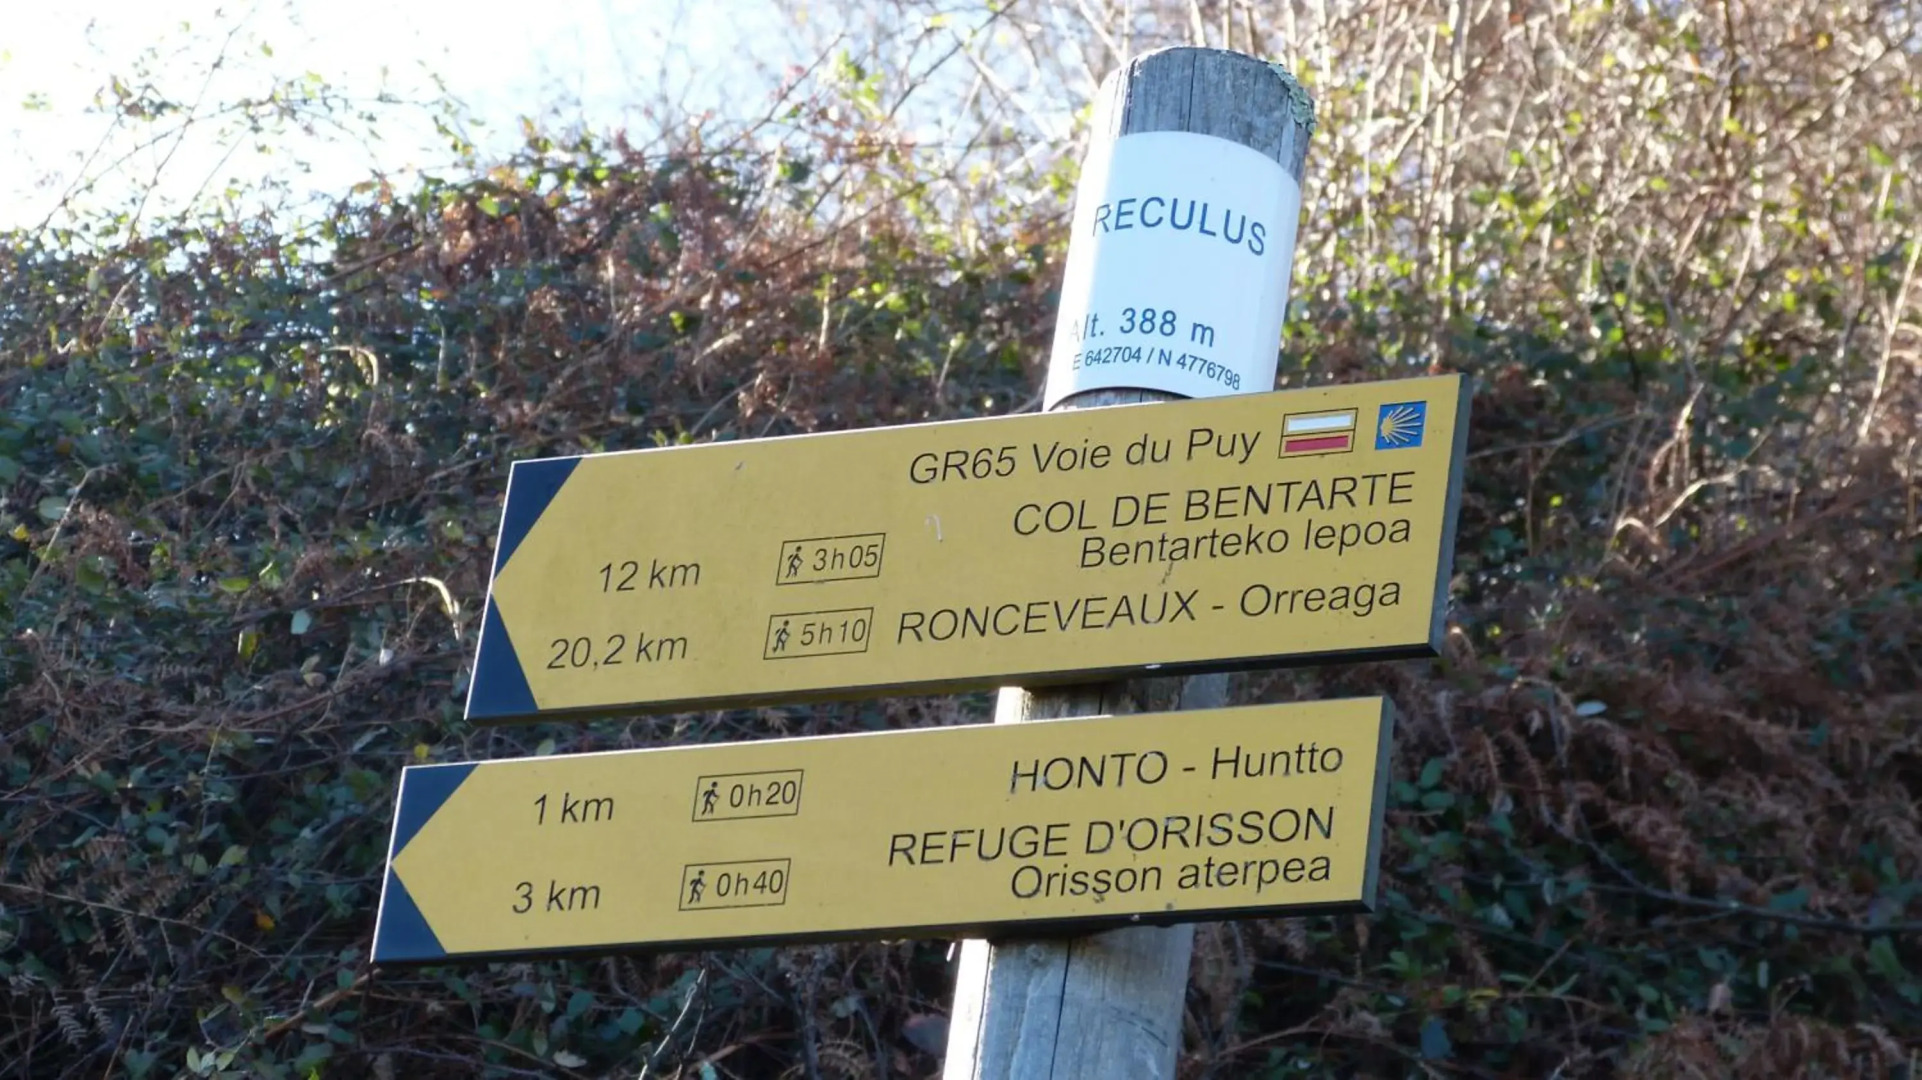 RECULUS
Alt. 388 m
E 642704 / N 4776798
GR65 Voie du Puy
COL DE BENTARTE
12 km 3h05 Bentarteko lepoa
20,2 km 5h10 RONCEVEAUX - Orreaga
1 km 0h20 HONTO - Huntto
REFUGE D'ORISSON
3 km 0h40 Orisson aterpea